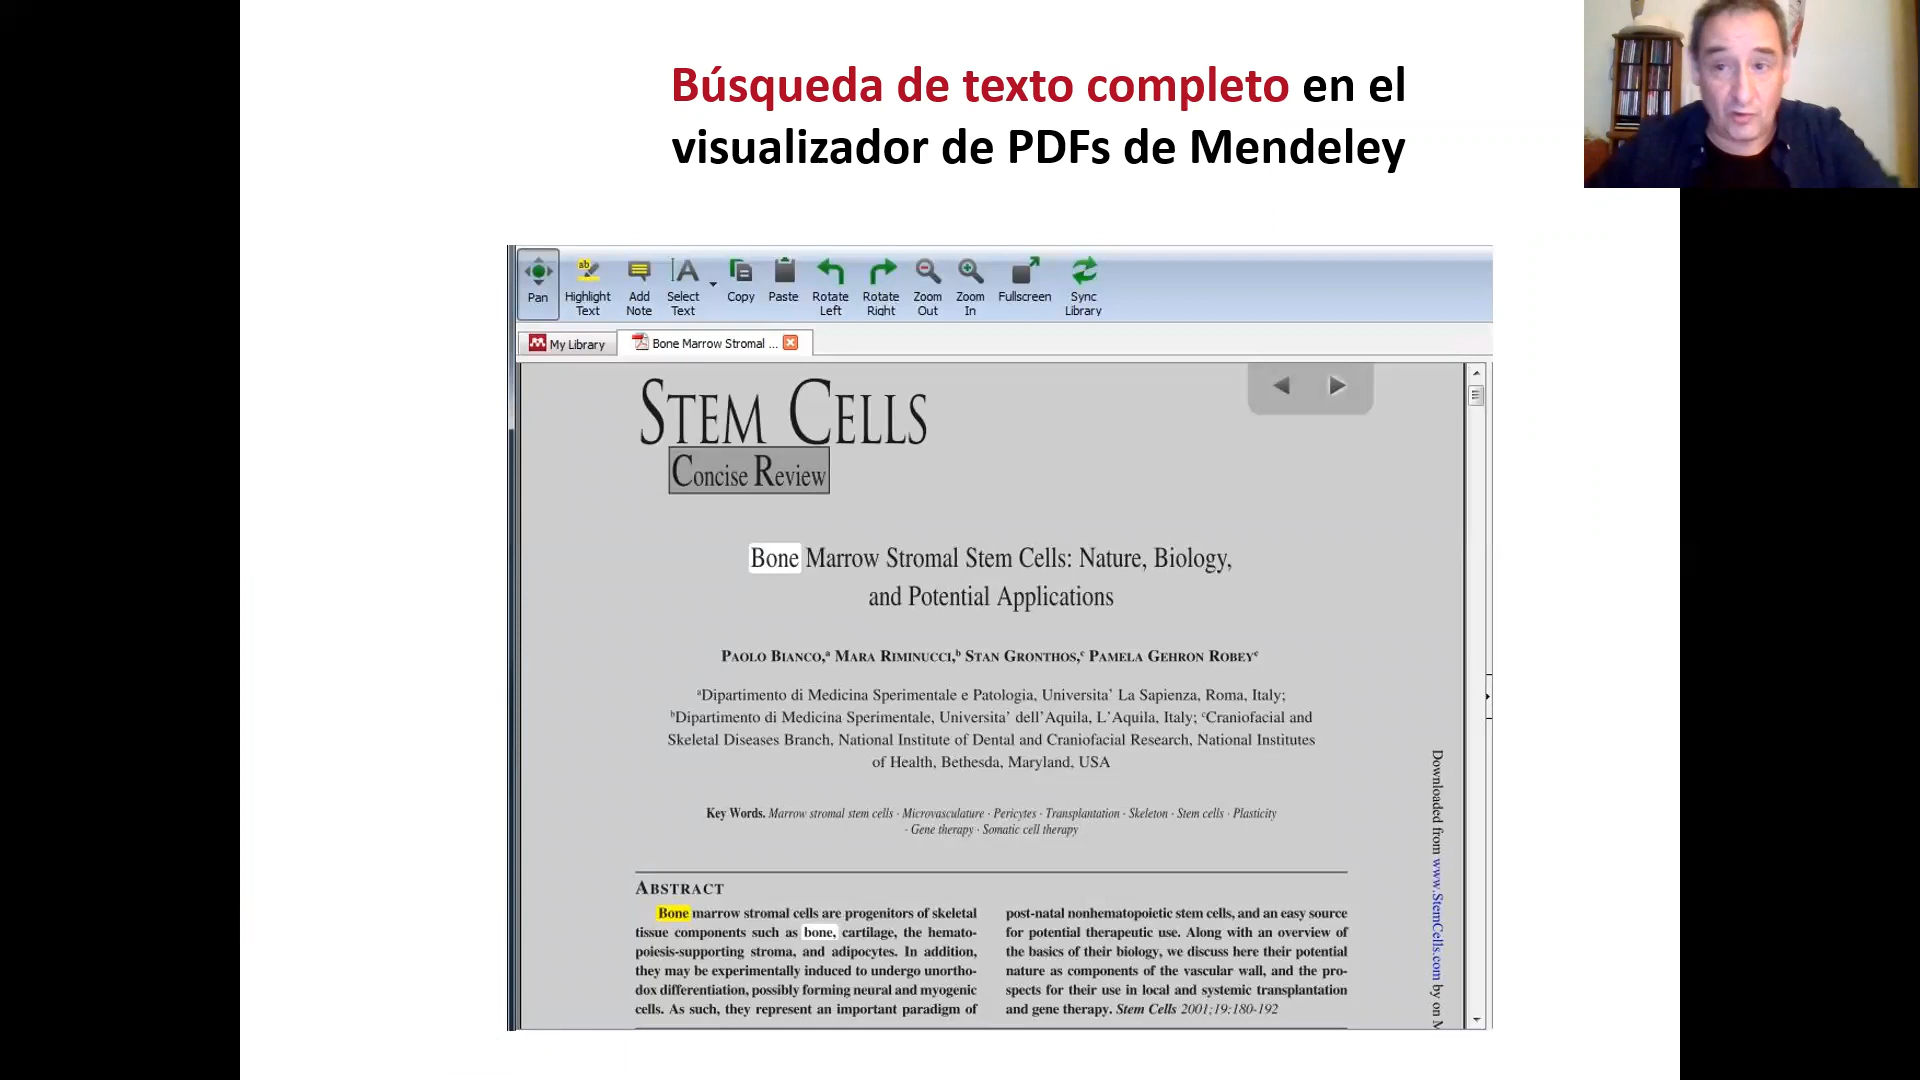 Búsqueda de texto completo en el
visualizador de PDFs de Mendeley
Pan
Highlight Text
Add Note
Select Text
Copy
Paste
Rotate Left
Rotate Right
Zoom Out
Zoom In
Fullscreen
Sync Library
My Library
Bone Marrow Stromal ...
STEM CELLS
Concise Review
Bone Marrow Stromal Stem Cells: Nature, Biology,
and Potential Applications
PAOLO BIANCO,ᵃ MARA RIMINUCCI,ᵇ STAN GRONTHOS,ᶜ PAMELA GEHRON ROBEYᶜ
ᵃDipartimento di Medicina Sperimentale e Patologia, Universita’ La Sapienza, Roma, Italy;
ᵇDipartimento di Medicina Sperimentale, Universita’ dell’Aquila, L’Aquila, Italy; ᶜCraniofacial and
Skeletal Diseases Branch, National Institute of Dental and Craniofacial Research, National Institutes
of Health, Bethesda, Maryland, USA
Key Words. Marrow stromal stem cells · Microvasculature · Pericytes · Transplantation · Skeleton · Stem cells · Plasticity
· Gene therapy · Somatic cell therapy
ABSTRACT
Bone marrow stromal cells are progenitors of skeletal
tissue components such as bone, cartilage, the hemato-
poiesis-supporting stroma, and adipocytes. In addition,
they may be experimentally induced to undergo unortho-
dox differentiation, possibly forming neural and myogenic
cells. As such, they represent an important paradigm of
post-natal nonhematopoietic stem cells, and an easy source
for potential therapeutic use. Along with an overview of
the basics of their biology, we discuss here their potential
nature as components of the vascular wall, and the pro-
spects for their use in local and systemic transplantation
and gene therapy. Stem Cells 2001;19:180-192
Downloaded from www.StemCells.com by on M